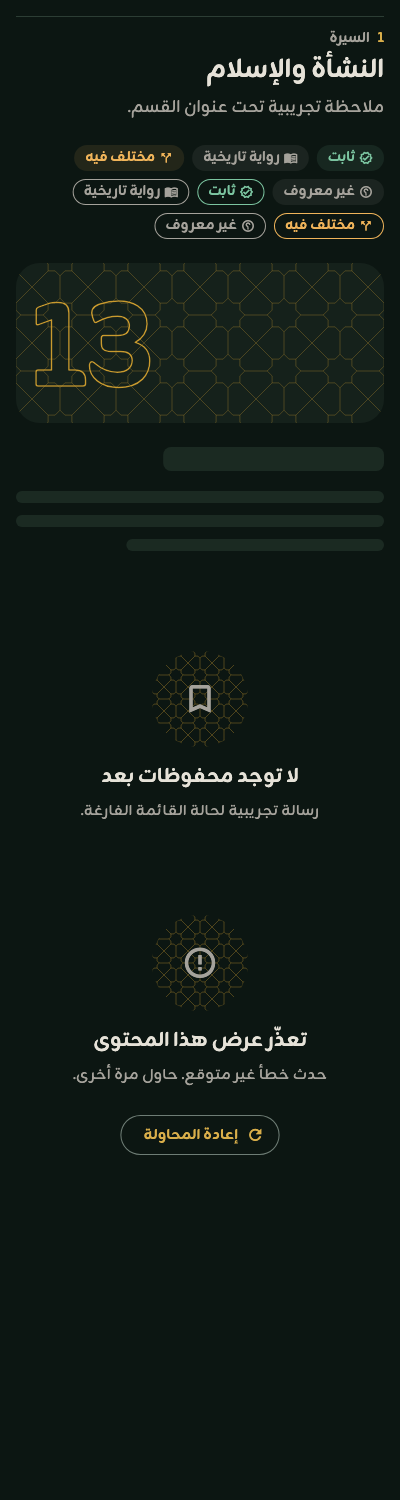 1 السيرة
النشأة والإسلام
ملاحظة تجريبية تحت عنوان القسم.
ثابت رواية تاريخية مختلف فيه
غير معروف ثابت رواية تاريخية
مختلف فيه غير معروف
13
لا توجد محفوظات بعد
رسالة تجريبية لحالة القائمة الفارغة.
تعذّر عرض هذا المحتوى
حدث خطأ غير متوقع. حاول مرة أخرى.
إعادة المحاولة